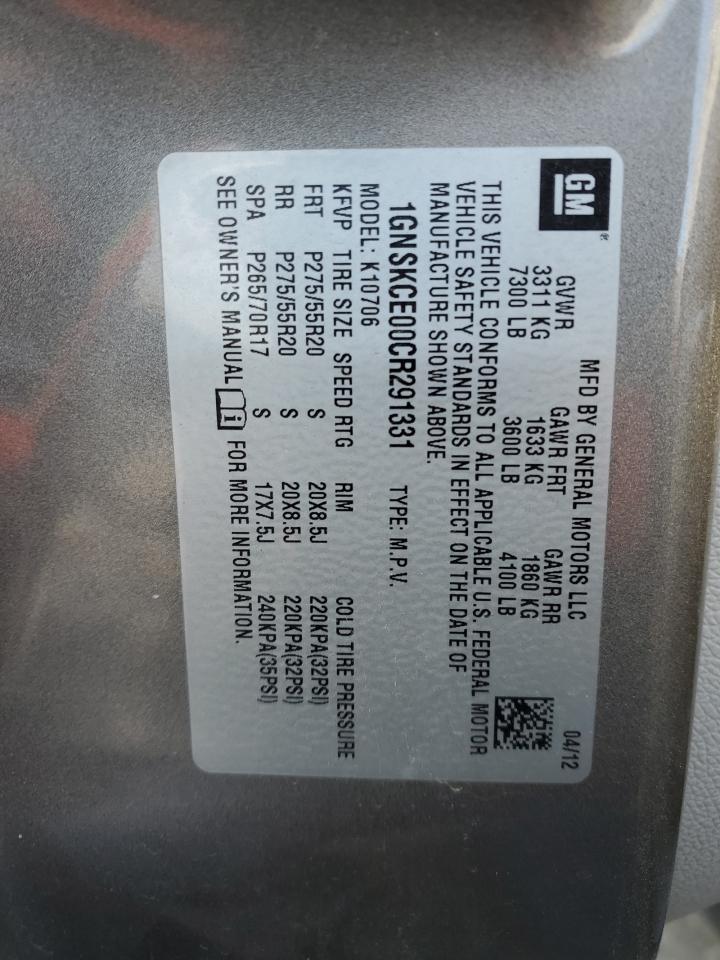 GM®
MFD BY GENERAL MOTORS LLC 04/12
GVWR GAWR FRT GAWR RR
3311 KG 1633 KG 1860 KG
7300 LB 3600 LB 4100 LB
THIS VEHICLE CONFORMS TO ALL APPLICABLE U.S. FEDERAL MOTOR
VEHICLE SAFETY STANDARDS IN EFFECT ON THE DATE OF
MANUFACTURE SHOWN ABOVE.
1GNSKCE00CR291331 TYPE: M.P.V.
MODEL: K10706
KFVP TIRE SIZE SPEED RTG RIM COLD TIRE PRESSURE
FRT P275/55R20 S 20X8.5J 220KPA(32PSI)
RR P275/55R20 S 20X8.5J 220KPA(32PSI)
SPA P265/70R17 S 17X7.5J 240KPA(35PSI)
SEE OWNER'S MANUAL i FOR MORE INFORMATION.